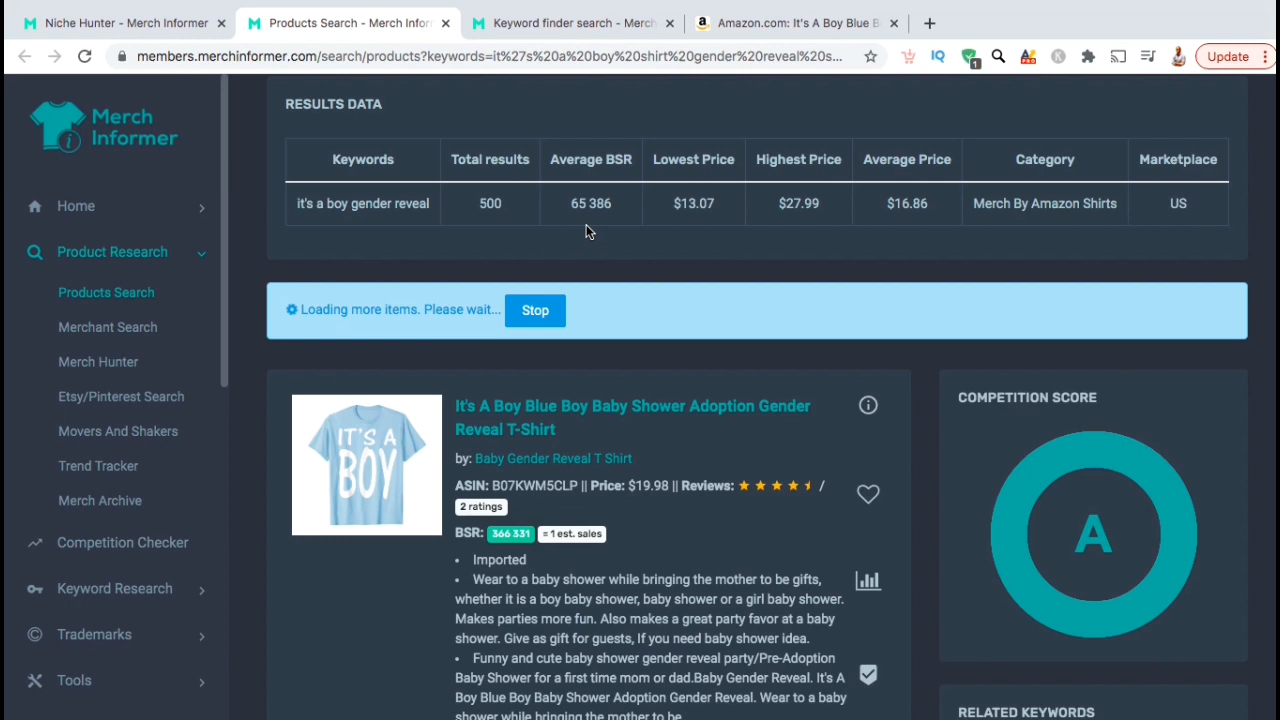 Niche Hunter - Merch Informer
Products Search - Merch Infor
Keyword finder search - Merch
Amazon.com: It's A Boy Blue B
members.merchinformer.com/search/products?keywords=it%27s%20a%20boy%20shirt%20gender%20reveal%20s...
1
IQ
K
Update
Merch
Informer
Home
Product Research
Products Search
Merchant Search
Merch Hunter
Etsy/Pinterest Search
Movers And Shakers
Trend Tracker
Merch Archive
Competition Checker
Keyword Research
Trademarks
Tools
RESULTS DATA
Keywords Total results Average BSR Lowest Price Highest Price Average Price Category Marketplace
it's a boy gender reveal 500 65 386 $13.07 $27.99 $16.86 Merch By Amazon Shirts US
Loading more items. Please wait... Stop
IT'S A
BOY
It's A Boy Blue Boy Baby Shower Adoption Gender
Reveal T-Shirt
by: Baby Gender Reveal T Shirt
ASIN: B07KWM5CLP || Price: $19.98 || Reviews: /
2 ratings
BSR: 366 331 = 1 est. sales
• Imported
• Wear to a baby shower while bringing the mother to be gifts,
whether it is a boy baby shower, baby shower or a girl baby shower.
Makes parties more fun. Also makes a great party favor at a baby
shower. Give as gift for guests, If you need baby shower idea.
• Funny and cute baby shower gender reveal party/Pre-Adoption
Baby Shower for a first time mom or dad.Baby Gender Reveal. It's A
Boy Blue Boy Baby Shower Adoption Gender Reveal. Wear to a baby
shower while bringing the mother to be
COMPETITION SCORE
A
RELATED KEYWORDS